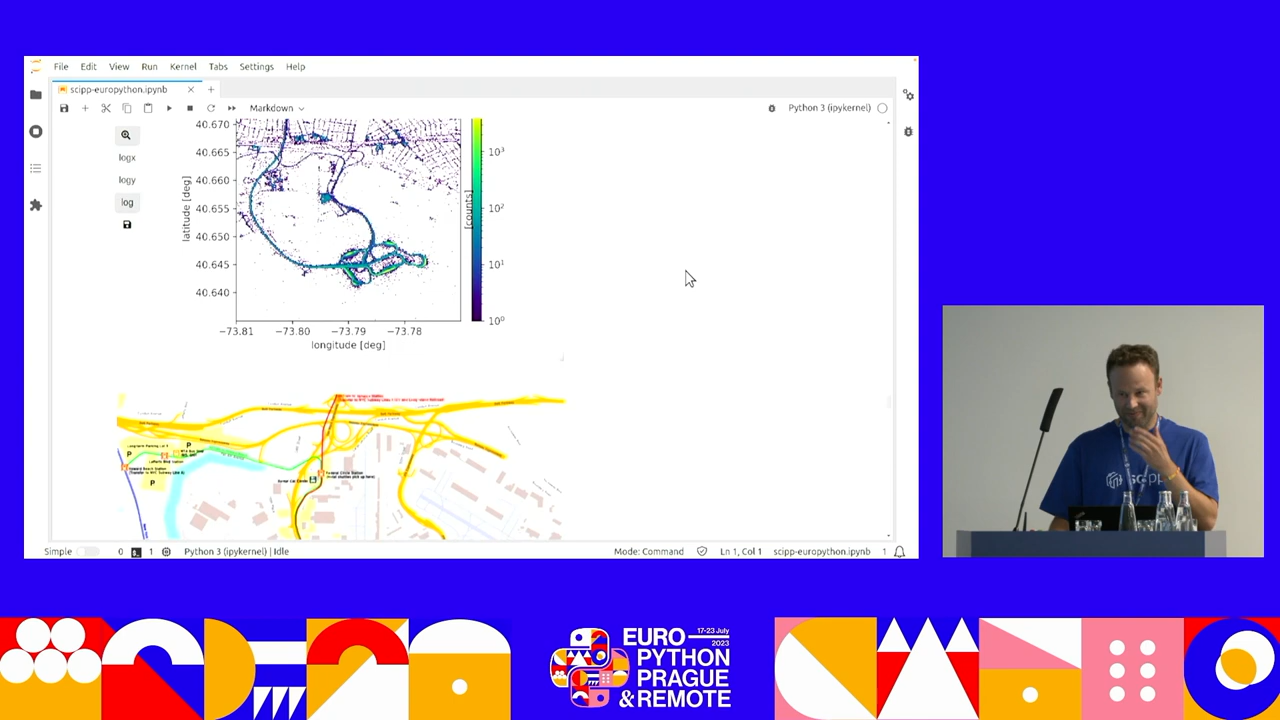 File Edit View Run Kernel Tabs Settings Help
scipp-europython.ipynb
Markdown
Python 3 (ipykernel)
logx
logy
log
40.670
40.665
40.660
40.655
40.650
40.645
40.640
latitude [deg]
−73.81 −73.80 −73.79 −73.78
longitude [deg]
10³
10²
10¹
10⁰
[counts]
P
P
P
Simple 0 1 Python 3 (ipykernel) | Idle Mode: Command Ln 1, Col 1 scipp-europython.ipynb 1
scipp
17-23 July
2023
EURO
PYTHON
PRAGUE
& REMOTE